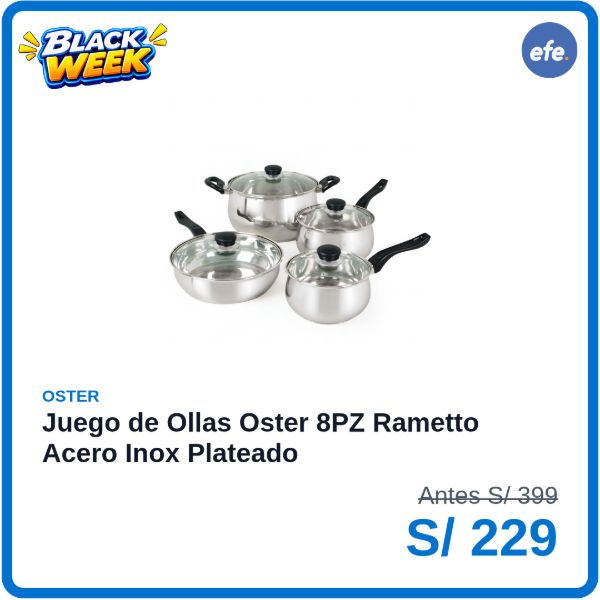 BLACK
WEEK
efe.
OSTER
Juego de Ollas Oster 8PZ Rametto
Acero Inox Plateado
Antes S/ 399
S/ 229